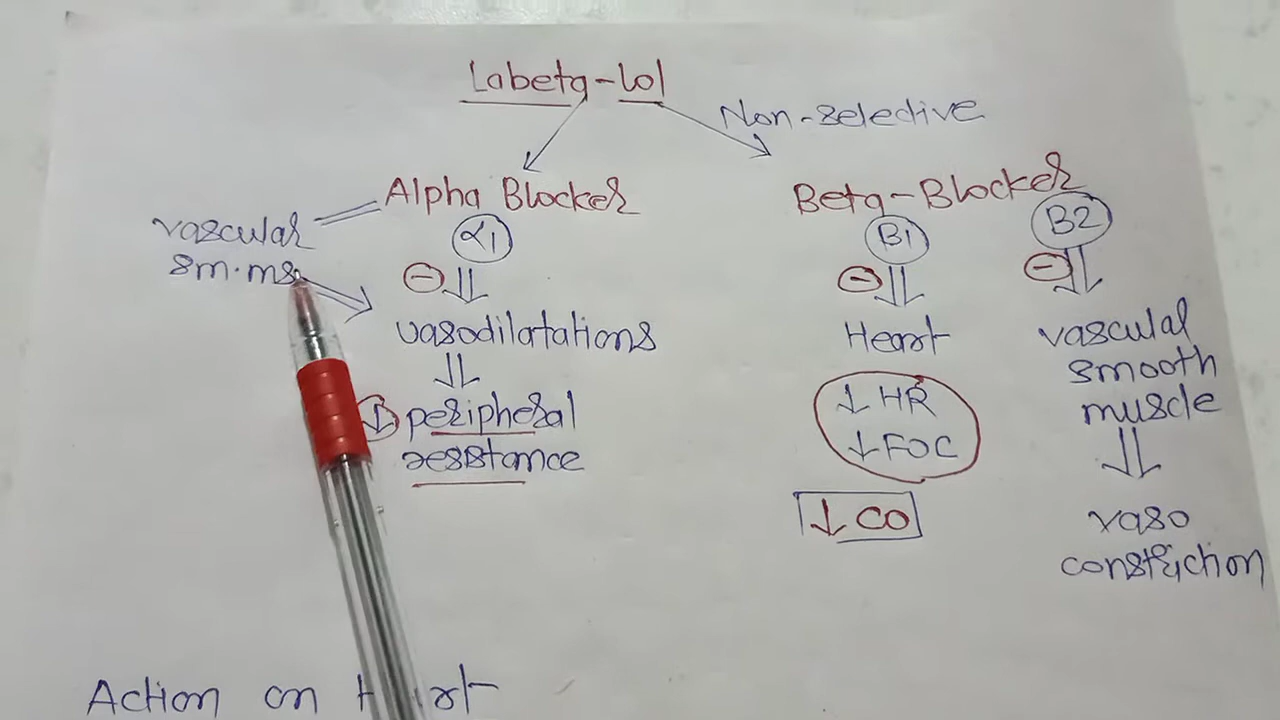 Labeta-lol
Non-selective
Alpha Blocker
α1
vascular
sm.ms
⊖
vasodilatations
↓ peripheral
resistance
Beta-Blocker
B1
⊖
Heart
↓ HR
↓ FOC
↓ CO
B2
⊖
vascular
smooth
muscle
vaso
constriction
Action on